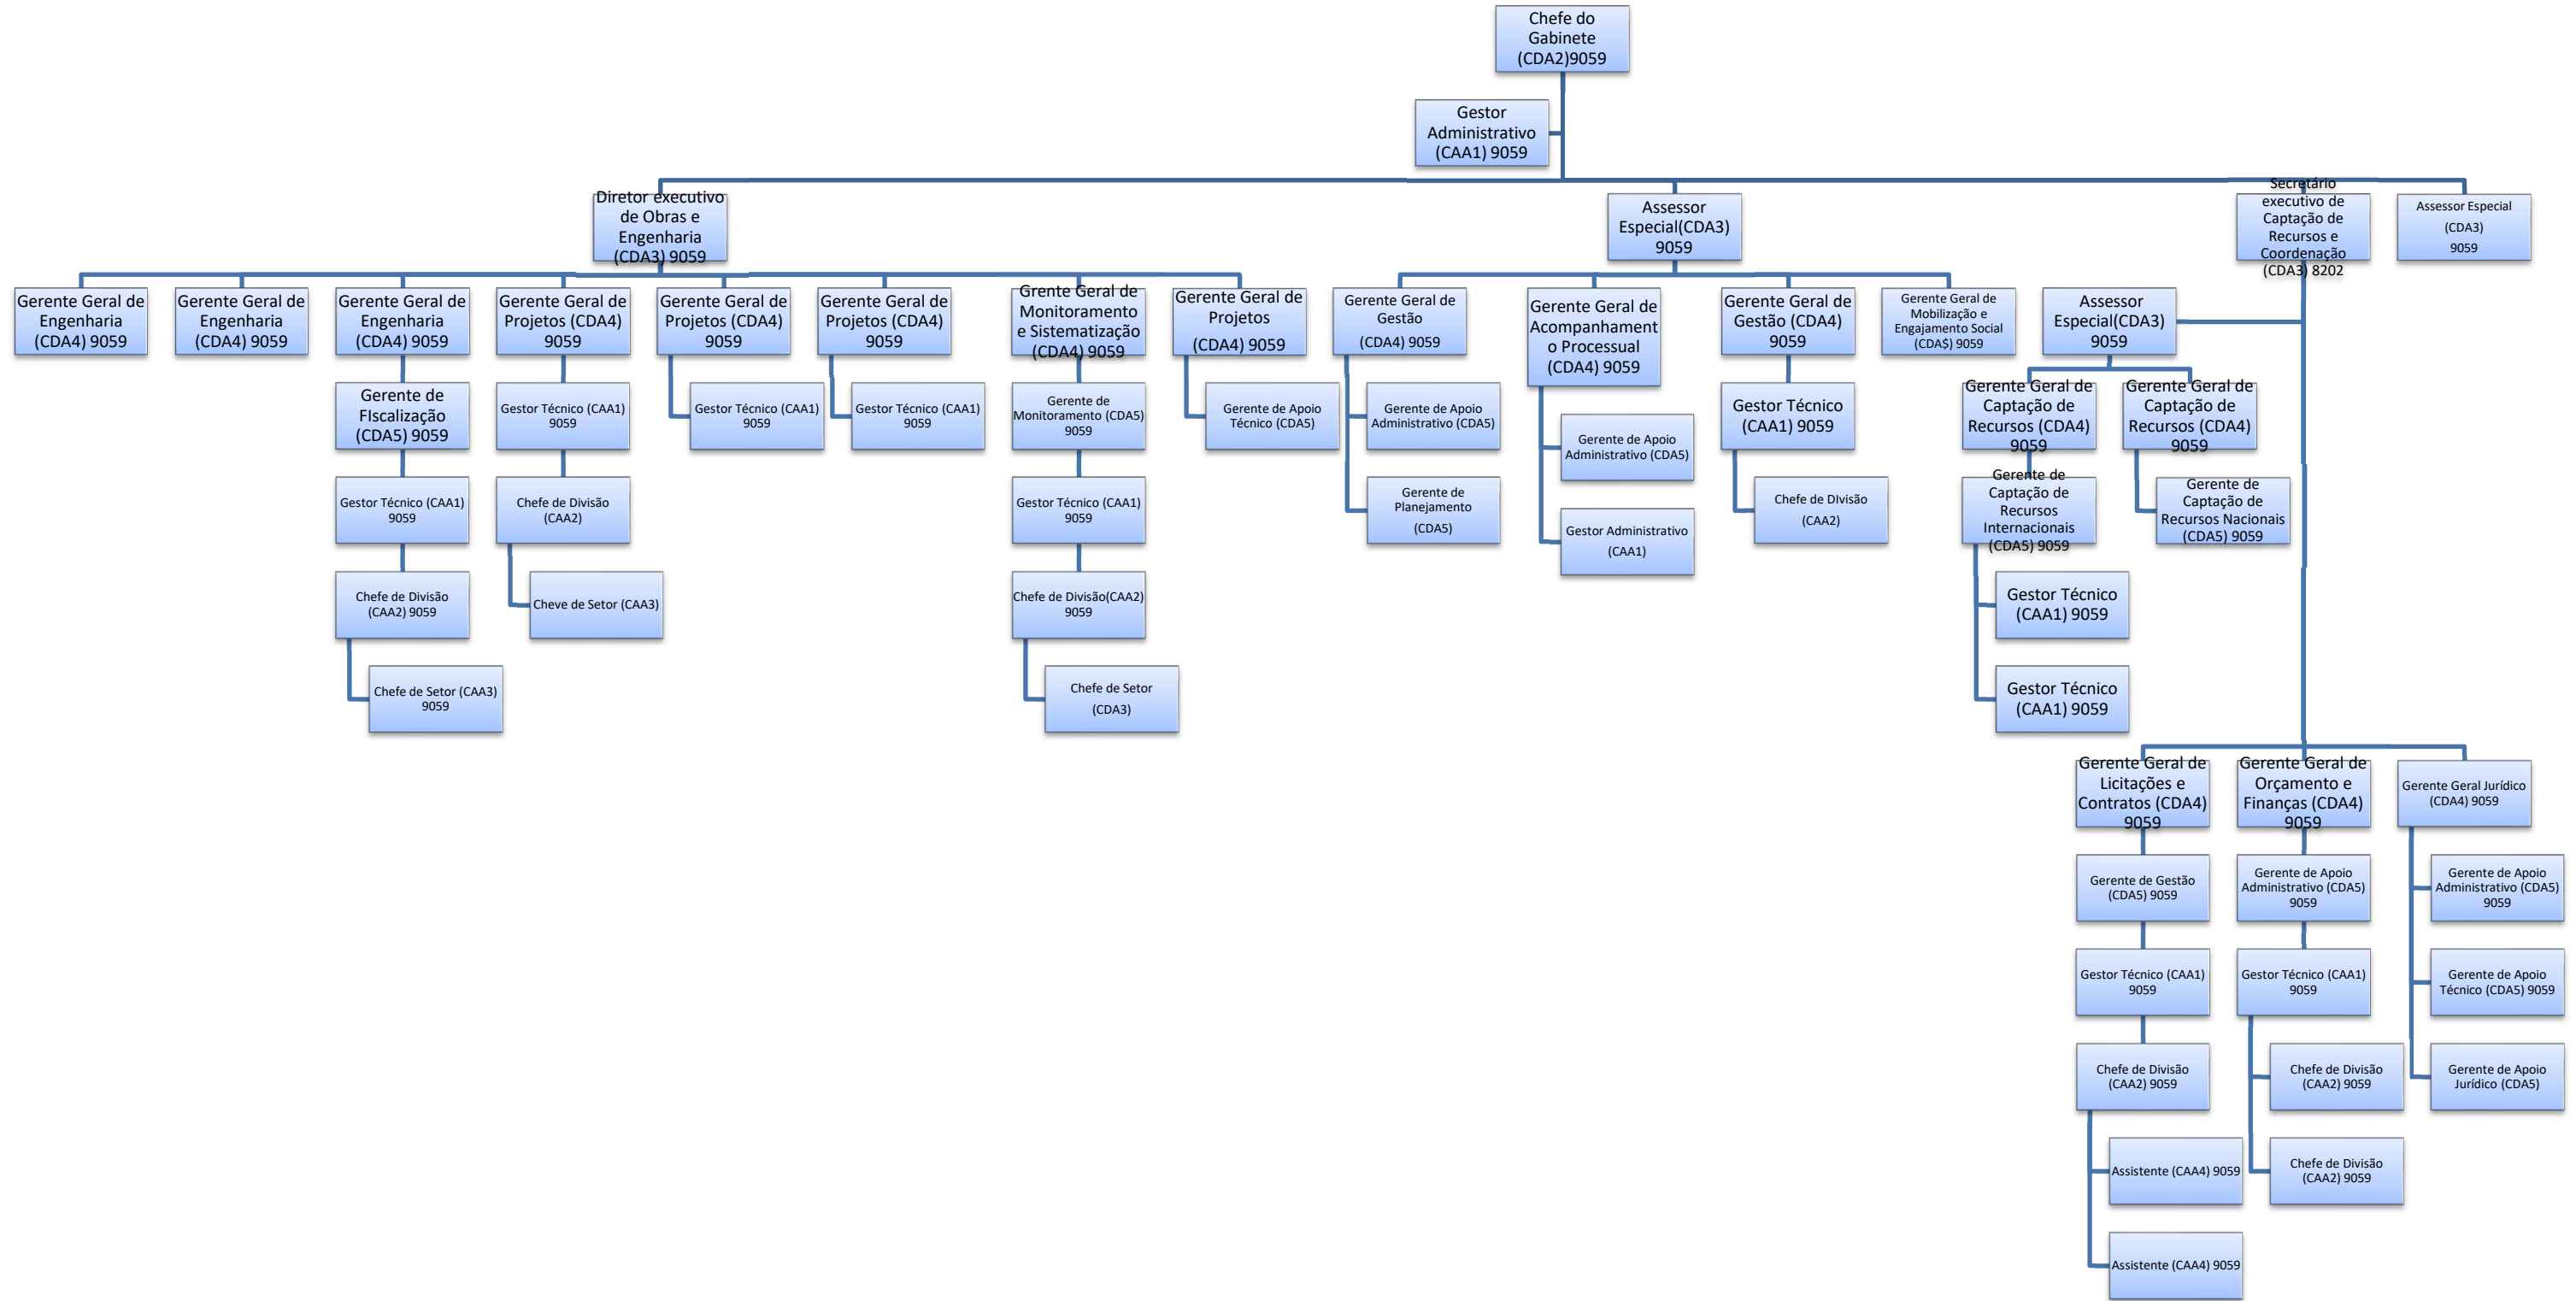 Chefe do
Gabinete
(CDA2)9059
Gestor
Administrativo
(CAA1) 9059
Diretor executivo
de Obras e
Engenharia
(CDA3) 9059
Assessor
Especial(CDA3)
9059
Secretário
executivo de
Captação de
Recursos e
Coordenação
(CDA3) 8202
Assessor Especial
(CDA3)
9059
Gerente Geral de
Engenharia
(CDA4) 9059
Gerente Geral de
Engenharia
(CDA4) 9059
Gerente Geral de
Engenharia
(CDA4) 9059
Gerente Geral de
Projetos (CDA4)
9059
Gerente Geral de
Projetos (CDA4)
9059
Gerente Geral de
Projetos (CDA4)
9059
Grente Geral de
Monitoramento
e Sistematização
(CDA4) 9059
Gerente Geral de
Projetos
(CDA4) 9059
Gerente Geral de
Gestão
(CDA4) 9059
Gerente Geral de
Acompanhament
o Processual
(CDA4) 9059
Gerente Geral de
Gestão (CDA4)
9059
Gerente Geral de
Mobilização e
Engajamento Social
(CDA$) 9059
Assessor
Especial(CDA3)
9059
Gerente de
FIscalização
(CDA5) 9059
Gestor Técnico (CAA1)
9059
Gestor Técnico (CAA1)
9059
Gestor Técnico (CAA1)
9059
Gerente de
Monitoramento (CDA5)
9059
Gerente de Apoio
Técnico (CDA5)
Gerente de Apoio
Administrativo (CDA5)
Gerente de Apoio
Administrativo (CDA5)
Gestor Técnico
(CAA1) 9059
Gerente Geral de
Captação de
Recursos (CDA4)
9059
Gerente Geral de
Captação de
Recursos (CDA4)
9059
Gestor Técnico (CAA1)
9059
Chefe de Divisão
(CAA2)
Gestor Técnico (CAA1)
9059
Gerente de
Planejamento
(CDA5)
Gestor Administrativo
(CAA1)
Chefe de DIvisão
(CAA2)
Gerente de
Captação de
Recursos
Internacionais
(CDA5) 9059
Gerente de
Captação de
Recursos Nacionais
(CDA5) 9059
Chefe de Divisão
(CAA2) 9059
Cheve de Setor (CAA3)
Chefe de Divisão(CAA2)
9059
Gestor Técnico
(CAA1) 9059
Chefe de Setor (CAA3)
9059
Chefe de Setor
(CDA3)
Gestor Técnico
(CAA1) 9059
Gerente Geral de
Licitações e
Contratos (CDA4)
9059
Gerente Geral de
Orçamento e
Finanças (CDA4)
9059
Gerente Geral Jurídico
(CDA4) 9059
Gerente de Gestão
(CDA5) 9059
Gerente de Apoio
Administrativo (CDA5)
9059
Gerente de Apoio
Administrativo (CDA5)
9059
Gestor Técnico (CAA1)
9059
Gestor Técnico (CAA1)
9059
Gerente de Apoio
Técnico (CDA5) 9059
Chefe de Divisão
(CAA2) 9059
Chefe de Divisão
(CAA2) 9059
Gerente de Apoio
Jurídico (CDA5)
Assistente (CAA4) 9059
Chefe de Divisão
(CAA2) 9059
Assistente (CAA4) 9059